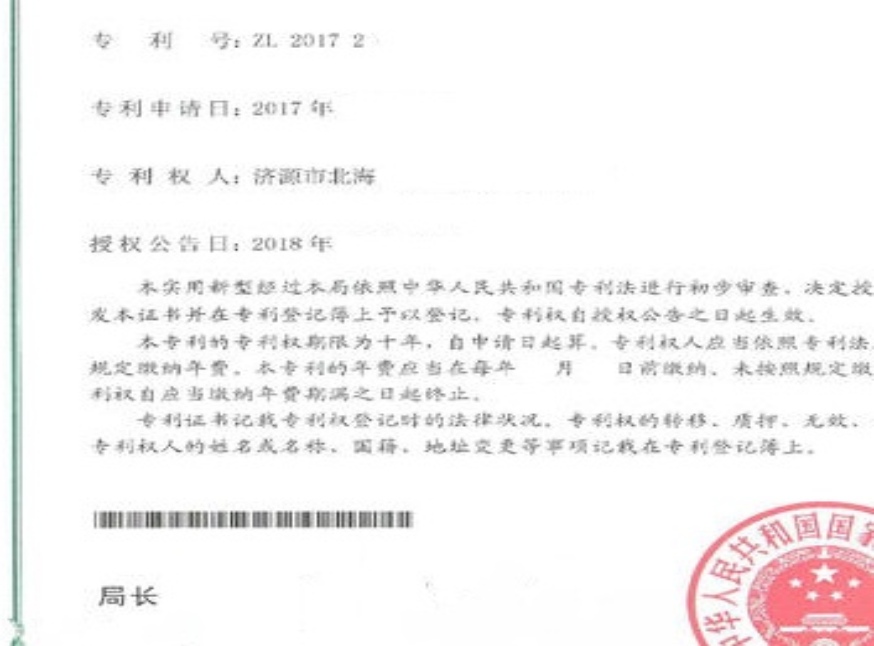 专 利 号: ZL 2017 2
专利申请日: 2017 年
专 利 权 人: 济源市北海
授权公告日: 2018 年
本实用新型经过本局依照中华人民共和国专利法进行初步审查,决定授
发本证书并在专利登记簿上予以登记,专利权自授权公告之日起生效。
本专利的专利权期限为十年,自申请日起算。专利权人应当依照专利法
规定缴纳年费。本专利的年费应当在每年 月 日前缴纳。未按照规定缴
利权自应当缴纳年费期满之日起终止。
专利证书记载专利权登记时的法律状况。专利权的转移、质押、无效、
专利权人的姓名或名称、国籍、地址变更等事项记载在专利登记簿上。
局长
中华人民共和国国家